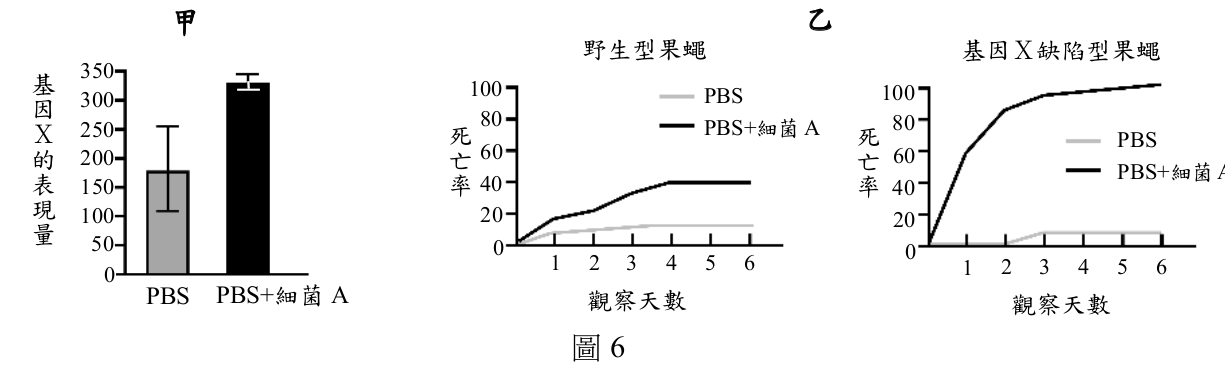 甲
基因X的表現量
350
300
250
200
150
100
50
0
PBS
PBS+細菌 A
乙
野生型果蠅
死亡率
100
80
60
40
20
0
PBS
PBS+細菌 A
1 2 3 4 5 6
觀察天數
基因X缺陷型果蠅
死亡率
100
80
60
40
20
0
PBS
PBS+細菌 A
1 2 3 4 5 6
觀察天數
圖 6